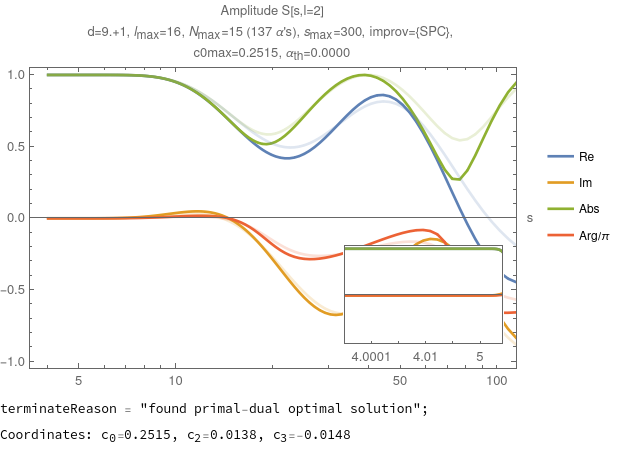 Amplitude S[s,l=2]
d=9.+1, lmax=16, Nmax=15 (137 α's), smax=300, improv={SPC},
c0max=0.2515, αth=0.0000
1.0
0.5
0.0
−0.5
−1.0
5
10
50
100
s
4.0001
4.01
5
Re
Im
Abs
Arg/π
terminateReason = "found primal-dual optimal solution";
Coordinates: c0=0.2515, c2=0.0138, c3=-0.0148